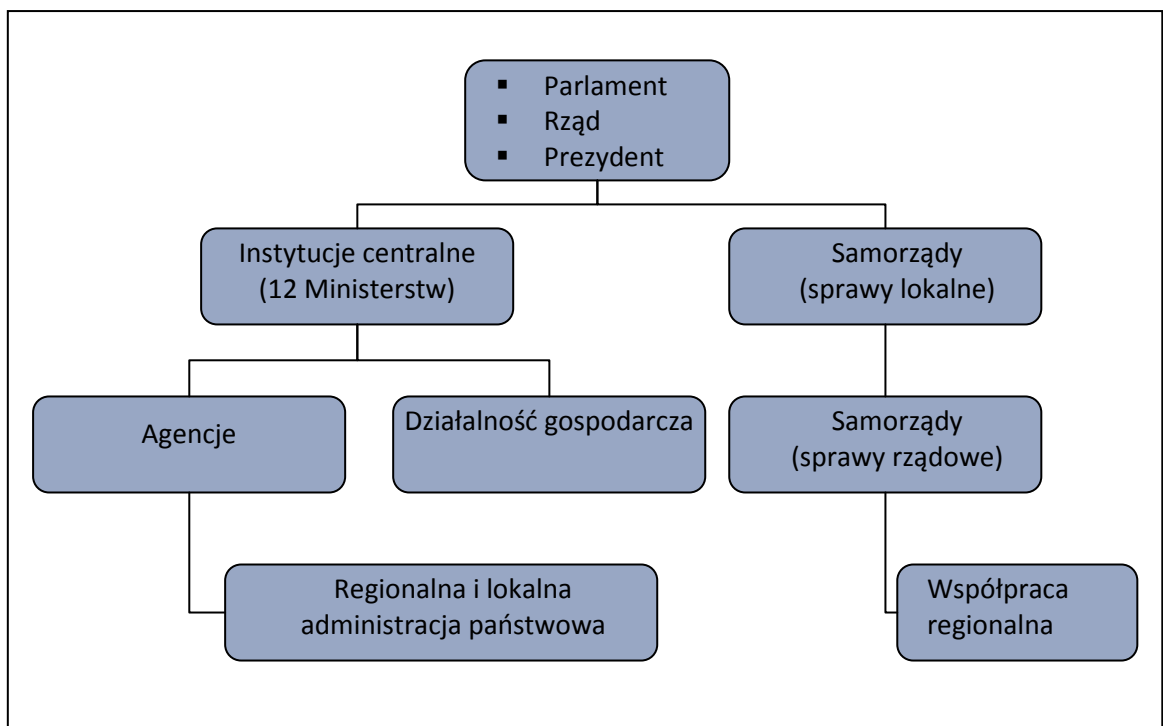 ▪ Parlament
▪ Rząd
▪ Prezydent
Instytucje centralne
(12 Ministerstw)
Samorządy
(sprawy lokalne)
Agencje
Działalność gospodarcza
Samorządy
(sprawy rządowe)
Regionalna i lokalna
administracja państwowa
Współpraca
regionalna